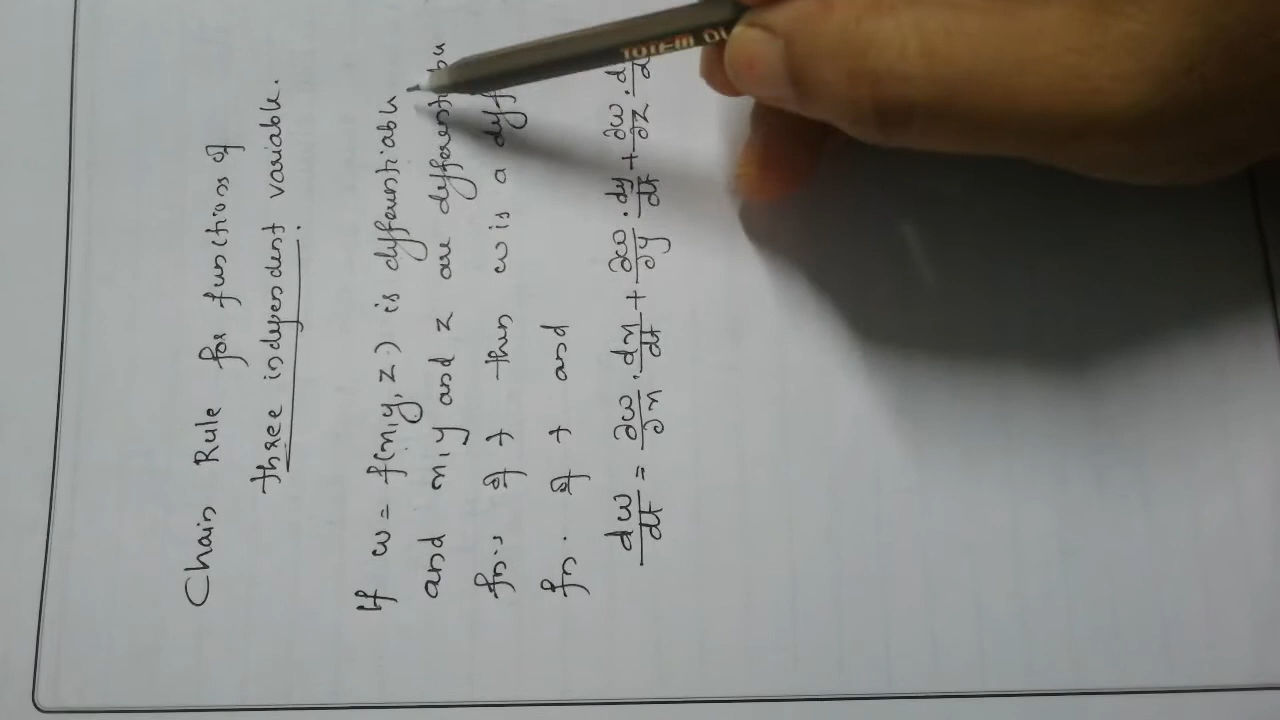 Chain Rule for functions of
three independent variable.
If w = f(x,y,z) is differentiable
and x,y and z are differentiable
fn.s of t then w is a diff
fn. of t and
dw/dt = ∂w/∂x . dx/dt + ∂w/∂y . dy/dt + ∂w/∂z . d
TOTEM